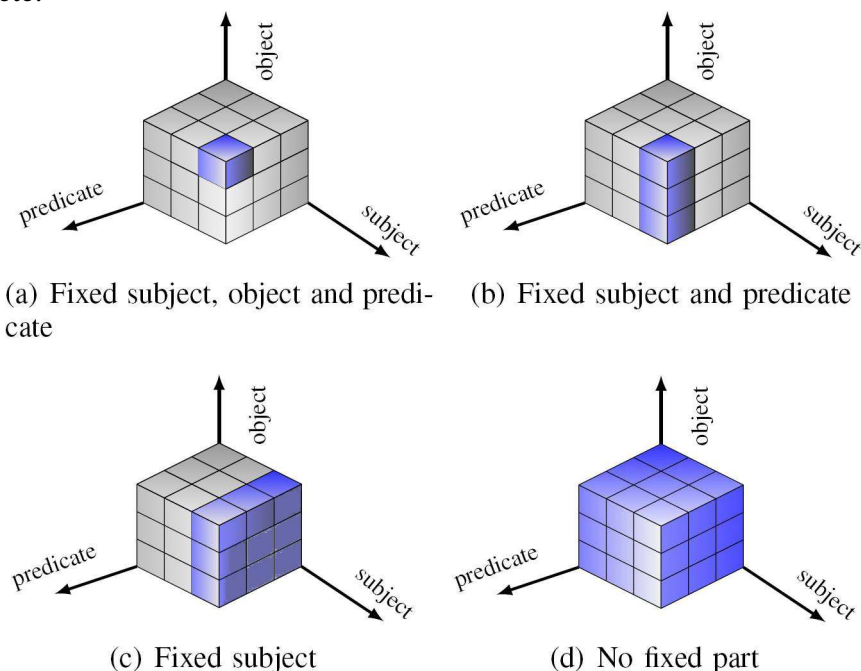 object
predicate
subject
(a) Fixed subject, object and predi-
cate
object
predicate
subject
(b) Fixed subject and predicate
object
predicate
subject
(c) Fixed subject
object
predicate
subject
(d) No fixed part